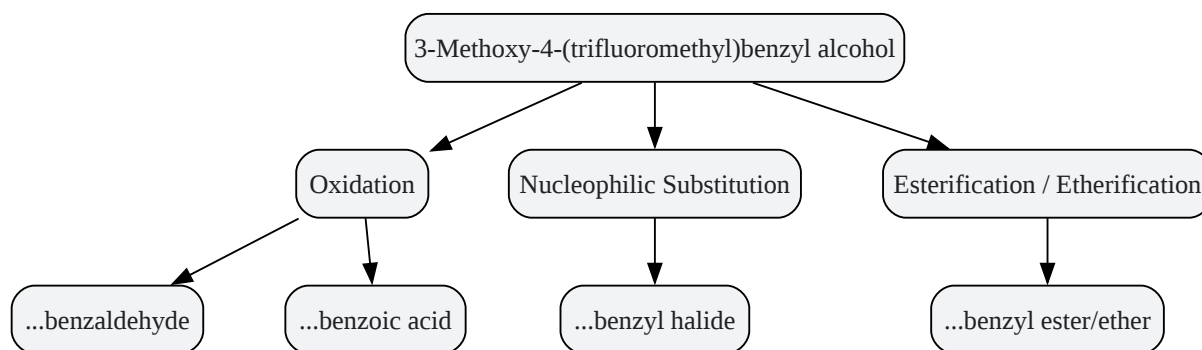 3-Methoxy-4-(trifluoromethyl)benzyl alcohol
Oxidation
Nucleophilic Substitution
Esterification / Etherification
...benzaldehyde
...benzoic acid
...benzyl halide
...benzyl ester/ether